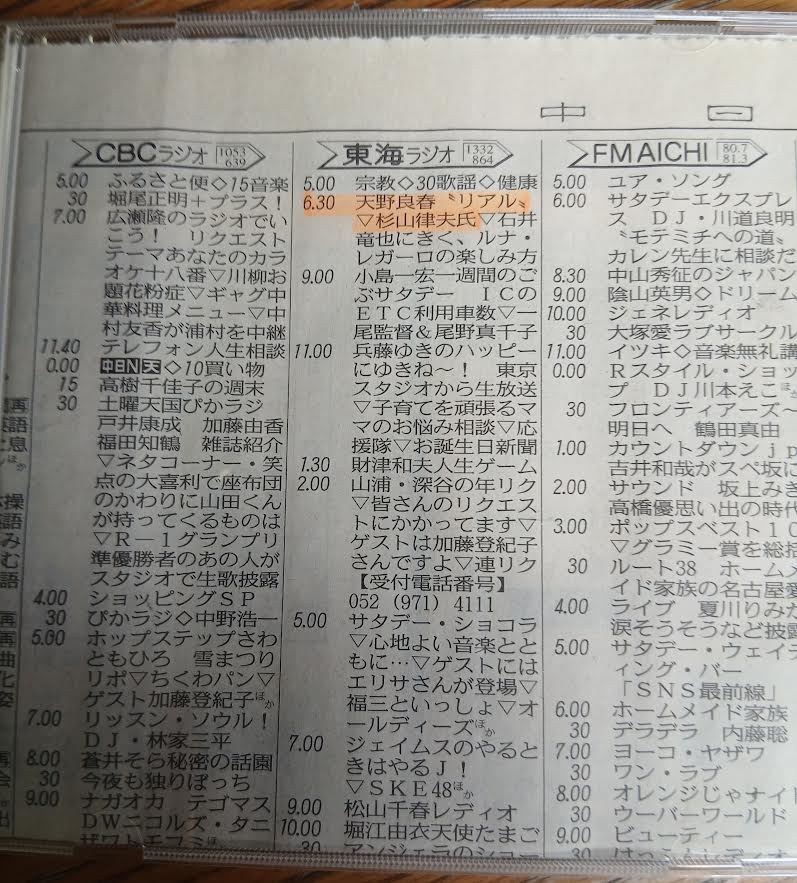 中 日
CBCラジオ 1053 639
5.00 ふるさと便◇15音楽
30 堀尾正明＋プラス！
7.00 広瀬隆のラジオでい
こう！ リクエスト
テーマあなたのカラ
オケ十八番▽川柳お
題花粉症▽ギャグ中
華料理メニュー▽中
村友香が浦村を中継
11.40 テレフォン人生相談
0.00 中日N天◇10買い物
15 高樹千佳子の週末
30 土曜天国ぴかラジ
戸井康成 加藤由香
福田知鶴 雑誌紹介
▽ネタコーナー・笑
点の大喜利で座布団
のかわりに山田くん
が持ってくるものは
▽R－1グランプリ
準優勝者のあの人が
スタジオで生歌披露
4.00 ショッピングSP
30 ぴかラジ◇中野浩一
5.00 ホップステップさわ
ともひろ 雪まつり
リポ▽ちくわパン▽
ゲスト加藤登紀子ほか
7.00 リッスン・ソウル！
DJ・林家三平
8.00 蒼井そら秘密の話園
30 今夜も独りぼっち
9.00 ナガオカ テゴマス
DWニコルズ・タニ
ザワトモフミほか
東海ラジオ 1332 864
5.00 宗教◇30歌謡◇健康
6.30 天野良春〝リアル〟
▽杉山律夫氏▽石井
竜也にきく、ルナ・
レガーロの楽しみ方
9.00 小島一宏一週間のご
ぶサタデー ICの
ETC利用車数▽一
尾監督＆尾野真千子
11.00 兵藤ゆきのハッピー
にゆきね～！ 東京
スタジオから生放送
▽子育てを頑張るマ
マのお悩み相談▽応
援隊▽お誕生日新聞
1.30 財津和夫人生ゲーム
2.00 山浦・深谷の年リク
▽皆さんのリクエス
トにかかってます▽
ゲストは加藤登紀子
さんですよ▽連リク
【受付電話番号】
052（971）4111
5.00 サタデー・ショコラ
▽心地よい音楽とと
もに…▽ゲストには
エリサさんが登場▽
福三といっしょ▽オ
ールディーズほか
7.00 ジェイムスのやると
きはやるJ！
▽SKE48ほか
9.00 松山千春レディオ
10.00 堀江由衣天使たまご
30 アンジェラのショー
FM AICHI 80.7 81.3
5.00 ユア・ソング
6.00 サタデーエクスプレ
ス DJ・川道良明
〝モテミチへの道〟
カレン先生に相談だ
8.30 中山秀征のジャパン
9.00 陰山英男◇ドリーム
10.00 ジェネレディオ
30 大塚愛ラブサークル
11.00 イツキ◇音楽無礼講
0.00 Rスタイル・ショッ
プ DJ川本えこほか
30 フロンティアーズ～
明日へ 鶴田真由
1.00 カウントダウンjp
吉井和哉がスペ坂に
2.00 サウンド 坂上みき
高橋優思い出の時代
3.00 ポップスベスト10
▽グラミー賞を総括
30 ルート38 ホームメ
イド家族の名古屋愛
4.00 ライブ 夏川りみだ
涙そうそうなど披露
5.00 サタデー・ウェイテ
ィング・バー
「SNS最前線」
6.00 ホームメイド家族
30 デラデラ 内藤聡
7.00 ヨーコ・ヤザワ
30 ワン・ラブ
8.00 オレンジじゃナイト
30 ウーバーワールド
9.00 ビューティー
30